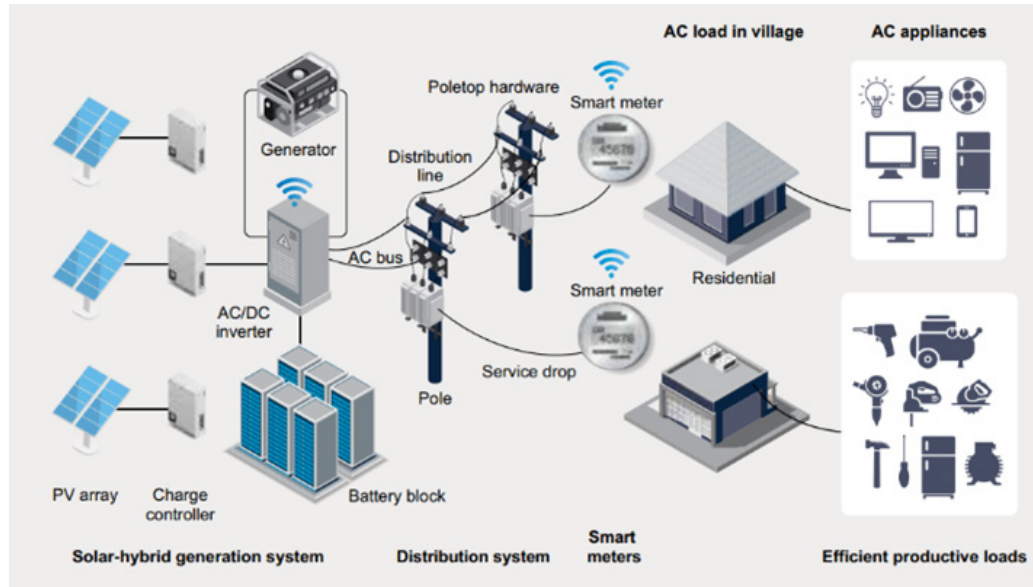 AC load in village
AC appliances
Poletop hardware
Smart meter
45678
Generator
Distribution
line
AC bus
Residential
Smart meter
45678
AC/DC
inverter
Service drop
Pole
PV array
Charge
controller
Battery block
Solar-hybrid generation system
Distribution system
Smart
meters
Efficient productive loads